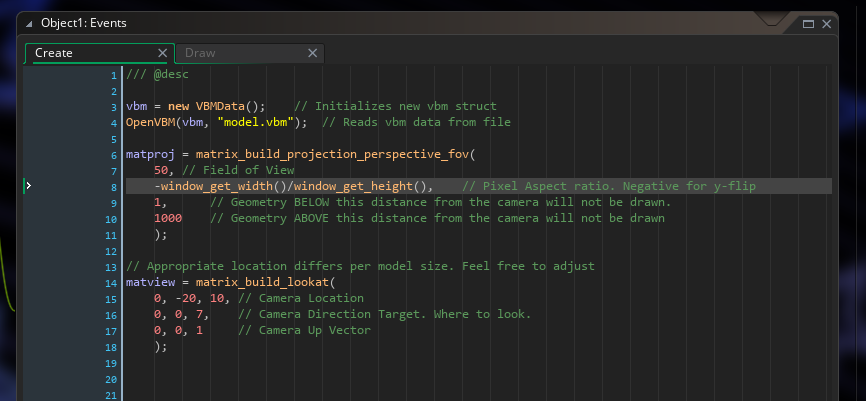 Object1: Events
Create
Draw
1 /// @desc
2
3 vbm = new VBMData();    // Initializes new vbm struct
4 OpenVBM(vbm, "model.vbm");  // Reads vbm data from file
5
6 matproj = matrix_build_projection_perspective_fov(
7     50, // Field of View
8     -window_get_width()/window_get_height(),    // Pixel Aspect ratio. Negative for y-flip
9     1,      // Geometry BELOW this distance from the camera will not be drawn.
10     1000    // Geometry ABOVE this distance from the camera will not be drawn
11     );
12
13 // Appropriate location differs per model size. Feel free to adjust
14 matview = matrix_build_lookat(
15     0, -20, 10, // Camera Location
16     0, 0, 7,    // Camera Direction Target. Where to look.
17     0, 0, 1     // Camera Up Vector
18     );
19
20
21